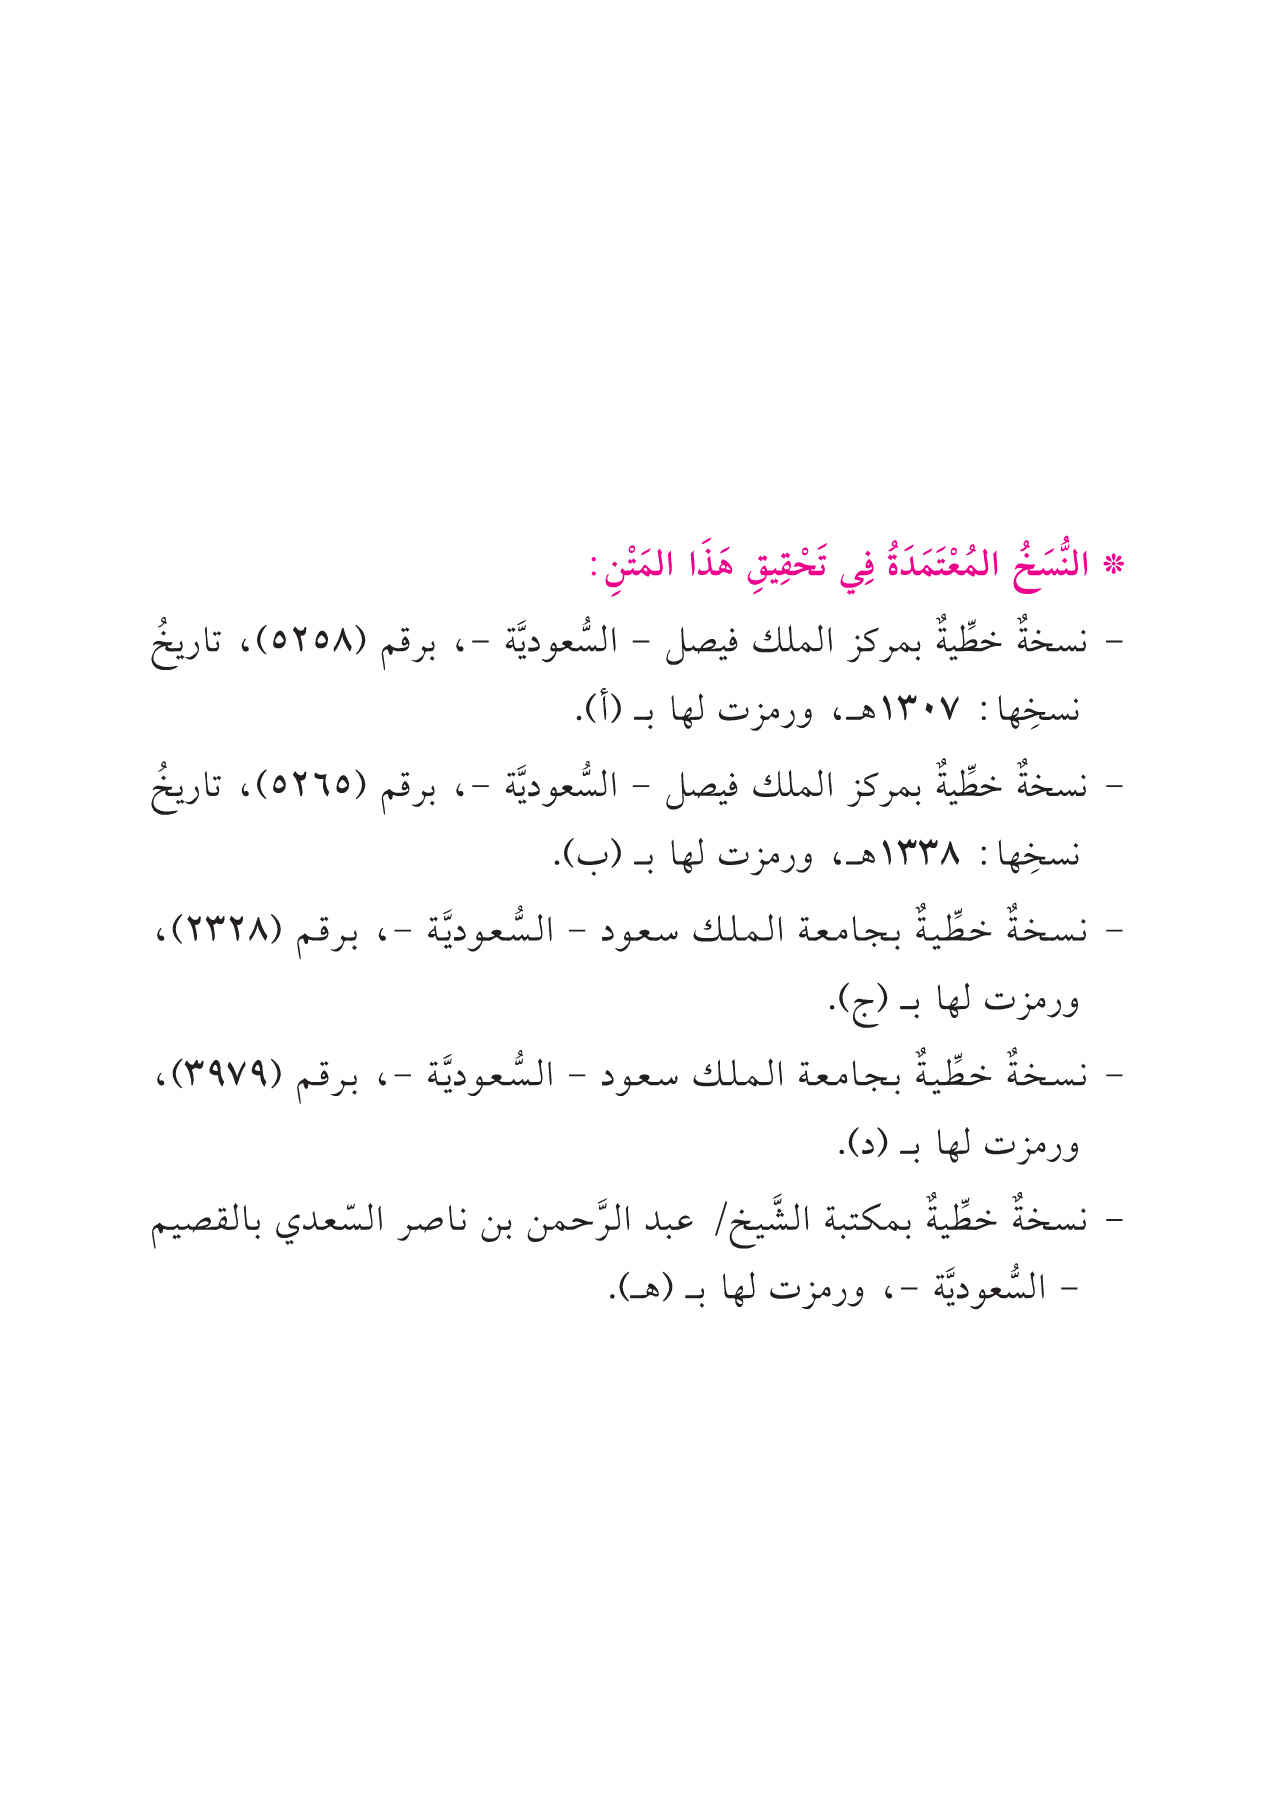 * النُّسَخُ المُعْتَمَدَةُ فِي تَحْقِيقِ هَذَا المَتْنِ:
- نسخةٌ خطِّيةٌ بمركز الملك فيصل - السُّعوديَّة -، برقم (٥٢٥٨)، تاريخُ
نسخِها: ١٣٠٧هـ، ورمزت لها بـ (أ).
- نسخةٌ خطِّيةٌ بمركز الملك فيصل - السُّعوديَّة -، برقم (٥٢٦٥)، تاريخُ
نسخِها: ١٣٣٨هـ، ورمزت لها بـ (ب).
- نسخةٌ خطِّيةٌ بجامعة الملك سعود - السُّعوديَّة -، برقم (٢٣٢٨)،
ورمزت لها بـ (ج).
- نسخةٌ خطِّيةٌ بجامعة الملك سعود - السُّعوديَّة -، برقم (٣٩٧٩)،
ورمزت لها بـ (د).
- نسخةٌ خطِّيةٌ بمكتبة الشَّيخ/ عبد الرَّحمن بن ناصر السّعدي بالقصيم
- السُّعوديَّة -، ورمزت لها بـ (هـ).